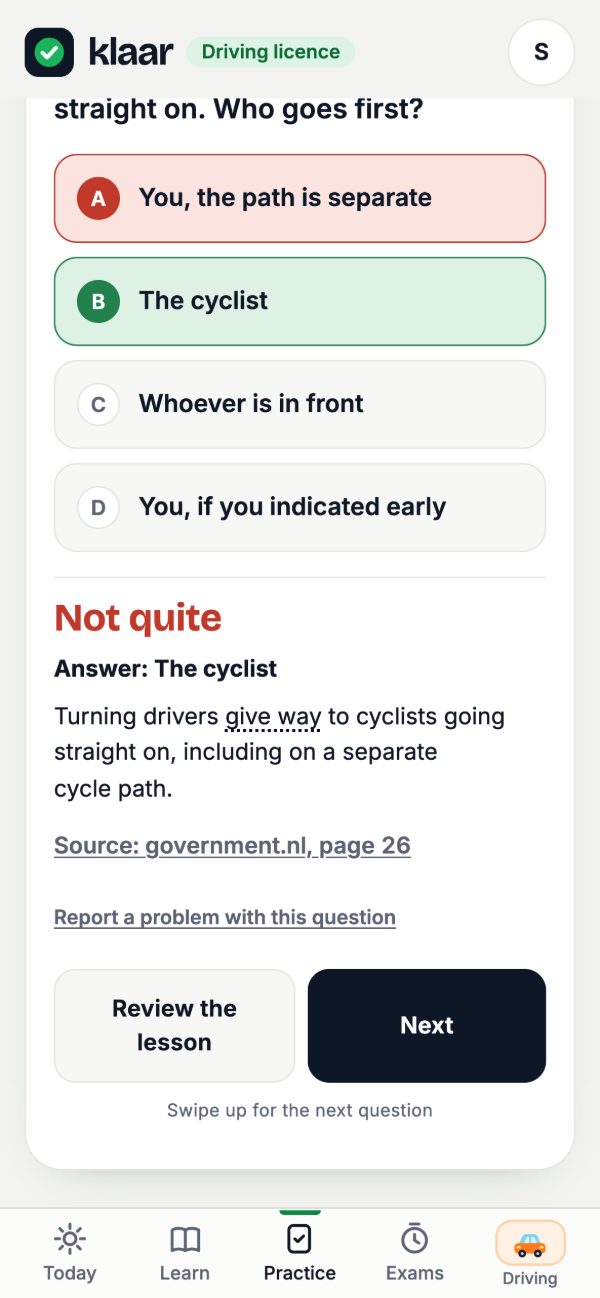 klaar
Driving licence
S
straight on. Who goes first?
A You, the path is separate
B The cyclist
C Whoever is in front
D You, if you indicated early
Not quite
Answer: The cyclist
Turning drivers give way to cyclists going
straight on, including on a separate
cycle path.
Source: government.nl, page 26
Report a problem with this question
Review the
lesson
Next
Swipe up for the next question
Today
Learn
Practice
Exams
Driving